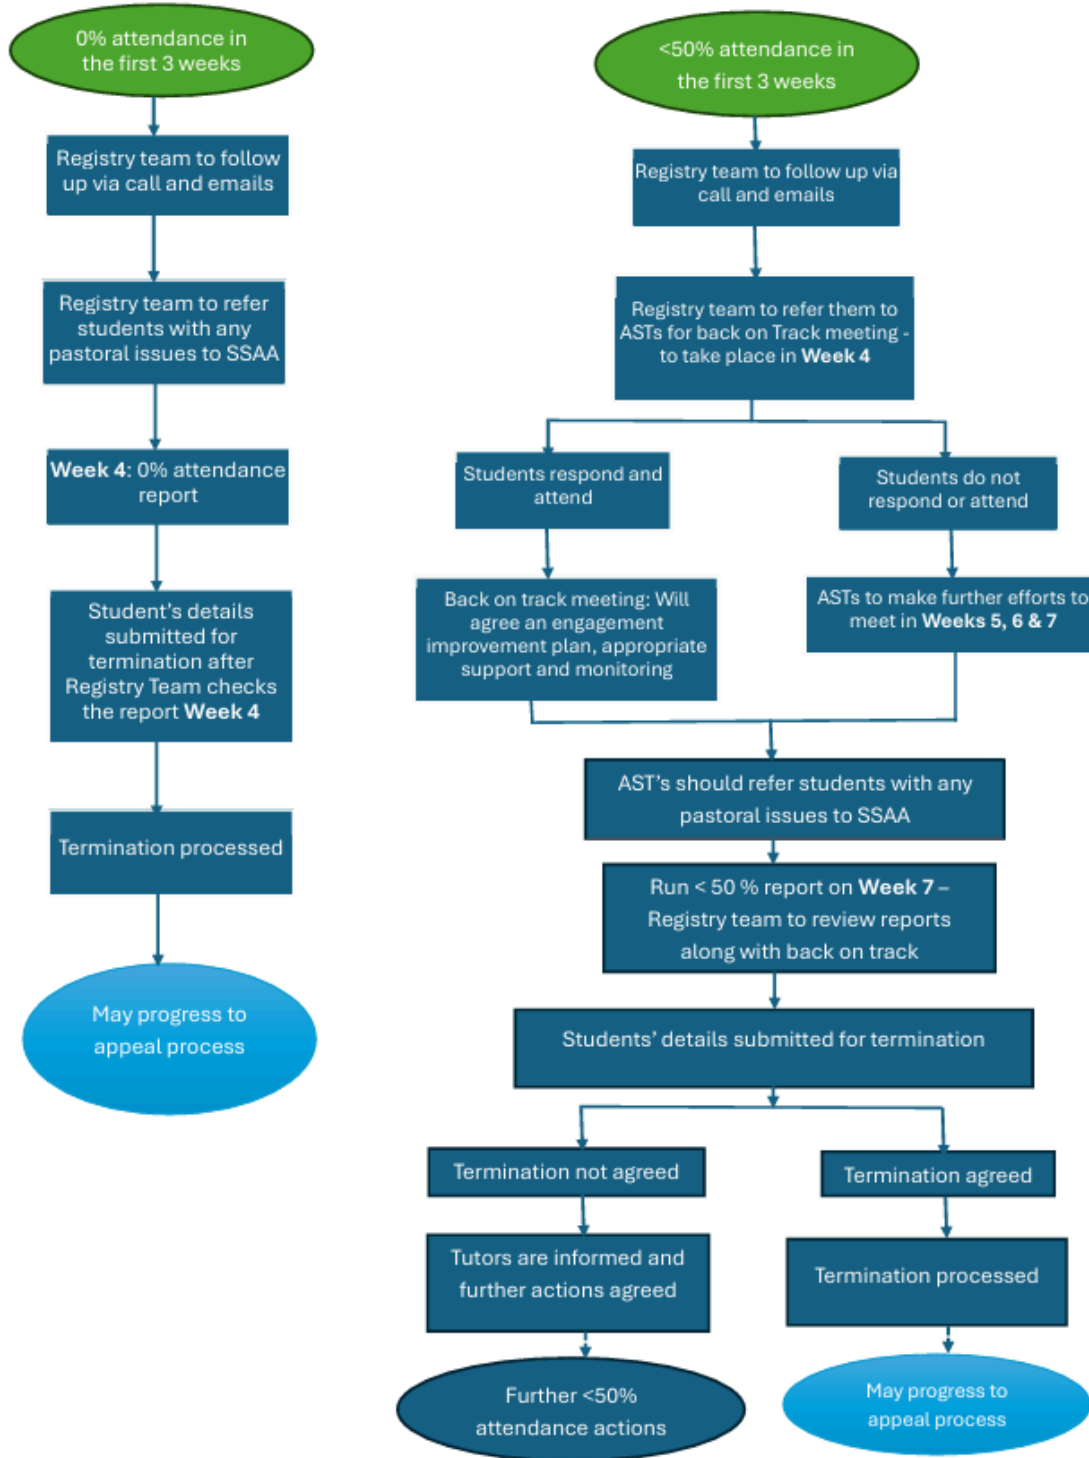 0% attendance in
the first 3 weeks
Registry team to follow
up via call and emails
Registry team to refer
students with any
pastoral issues to SSAA
Week 4: 0% attendance
report
Student's details
submitted for
termination after
Registry Team checks
the report Week 4
Termination processed
May progress to
appeal process
<50% attendance in
the first 3 weeks
Registry team to follow up via
call and emails
Registry team to refer them to
ASTs for back on Track meeting -
to take place in Week 4
Students respond and
attend
Students do not
respond or attend
Back on track meeting: Will
agree an engagement
improvement plan, appropriate
support and monitoring
ASTs to make further efforts to
meet in Weeks 5, 6 & 7
AST's should refer students with any
pastoral issues to SSAA
Run < 50 % report on Week 7 –
Registry team to review reports
along with back on track
Students' details submitted for termination
Termination not agreed
Termination agreed
Tutors are informed and
further actions agreed
Termination processed
Further <50%
attendance actions
May progress to
appeal process